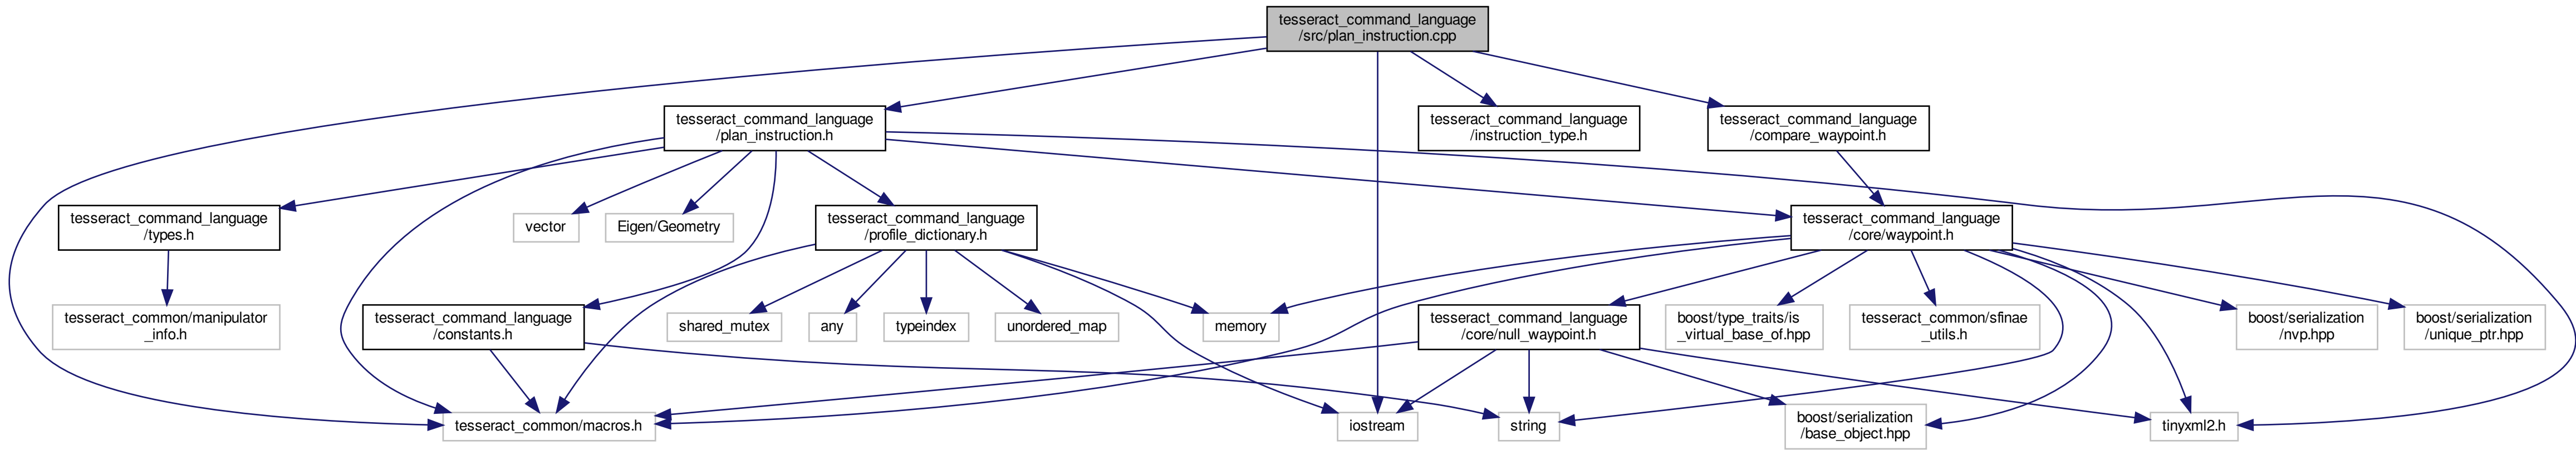 tesseract_command_language
/src/plan_instruction.cpp
tesseract_command_language
/plan_instruction.h
tesseract_command_language
/instruction_type.h
tesseract_command_language
/compare_waypoint.h
tesseract_command_language
/types.h
vector
Eigen/Geometry
tesseract_command_language
/profile_dictionary.h
tesseract_command_language
/core/waypoint.h
tesseract_common/manipulator
_info.h
tesseract_command_language
/constants.h
shared_mutex
any
typeindex
unordered_map
memory
tesseract_command_language
/core/null_waypoint.h
boost/type_traits/is
_virtual_base_of.hpp
tesseract_common/sfinae
_utils.h
boost/serialization
/nvp.hpp
boost/serialization
/unique_ptr.hpp
tesseract_common/macros.h
iostream
string
boost/serialization
/base_object.hpp
tinyxml2.h